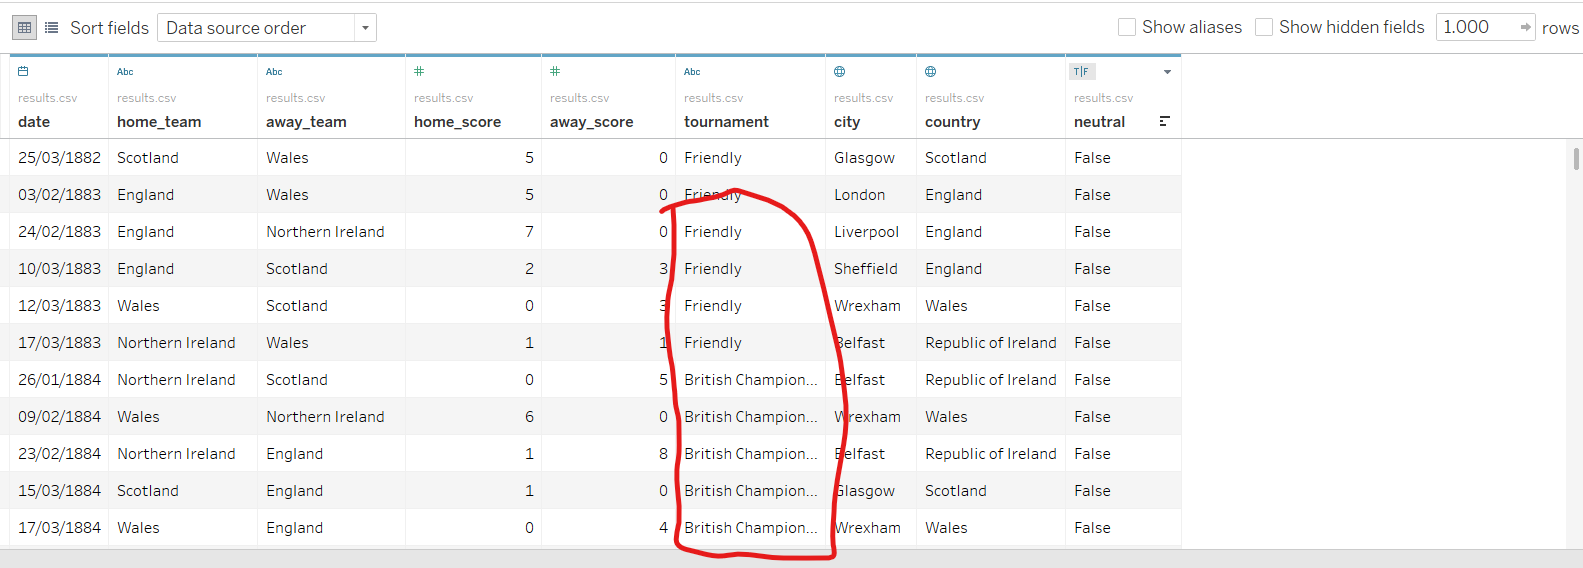 Sort fields Data source order Show aliases Show hidden fields 1.000 rows
Abc Abc # # Abc T|F
results.csv results.csv results.csv results.csv results.csv results.csv results.csv results.csv results.csv
date home_team away_team home_score away_score tournament city country neutral
25/03/1882 Scotland Wales 5 0 Friendly Glasgow Scotland False
03/02/1883 England Wales 5 0 Friendly London England False
24/02/1883 England Northern Ireland 7 0 Friendly Liverpool England False
10/03/1883 England Scotland 2 3 Friendly Sheffield England False
12/03/1883 Wales Scotland 0 3 Friendly Wrexham Wales False
17/03/1883 Northern Ireland Wales 1 1 Friendly Belfast Republic of Ireland False
26/01/1884 Northern Ireland Scotland 0 5 British Champion... Belfast Republic of Ireland False
09/02/1884 Wales Northern Ireland 6 0 British Champion... Wrexham Wales False
23/02/1884 Northern Ireland England 1 8 British Champion... Belfast Republic of Ireland False
15/03/1884 Scotland England 1 0 British Champion... Glasgow Scotland False
17/03/1884 Wales England 0 4 British Champion... Wrexham Wales False